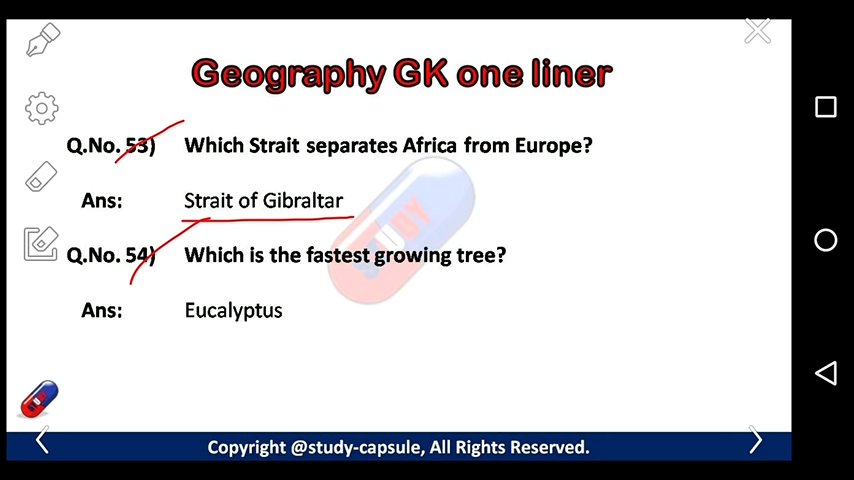 Geography GK one liner
Q.No. 53) Which Strait separates Africa from Europe?
Ans: Strait of Gibraltar
Q.No. 54) Which is the fastest growing tree?
Ans: Eucalyptus
STUDY
Copyright @study-capsule, All Rights Reserved.